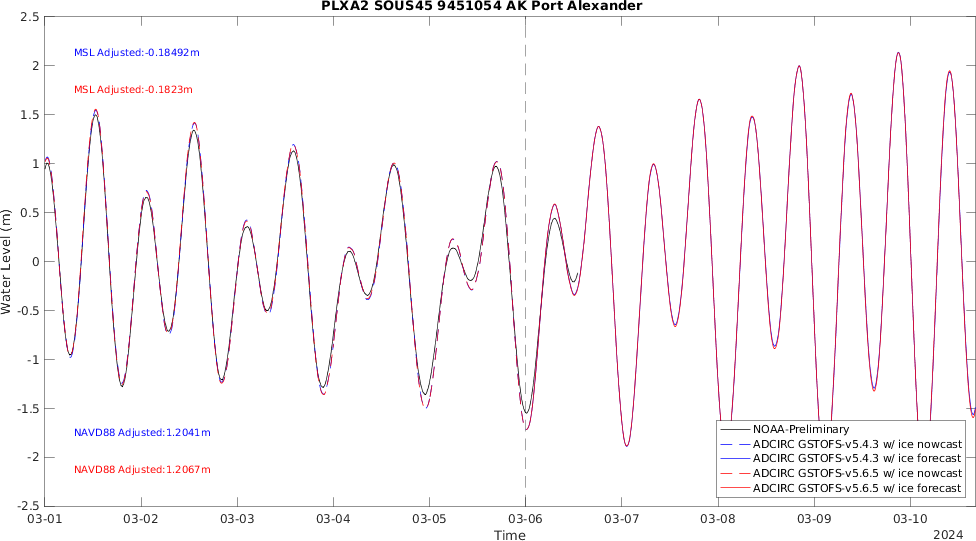 PLXA2 SOUS45 9451054 AK Port Alexander
2.5
2
1.5
1
0.5
0
-0.5
-1
-1.5
-2
-2.5
Water Level (m)
MSL Adjusted:-0.18492m
MSL Adjusted:-0.1823m
NAVD88 Adjusted:1.2041m
NAVD88 Adjusted:1.2067m
NOAA-Preliminary
ADCIRC GSTOFS-v5.4.3 w/ ice nowcast
ADCIRC GSTOFS-v5.4.3 w/ ice forecast
ADCIRC GSTOFS-v5.6.5 w/ ice nowcast
ADCIRC GSTOFS-v5.6.5 w/ ice forecast
03-01 03-02 03-03 03-04 03-05 03-06 03-07 03-08 03-09 03-10
Time
2024